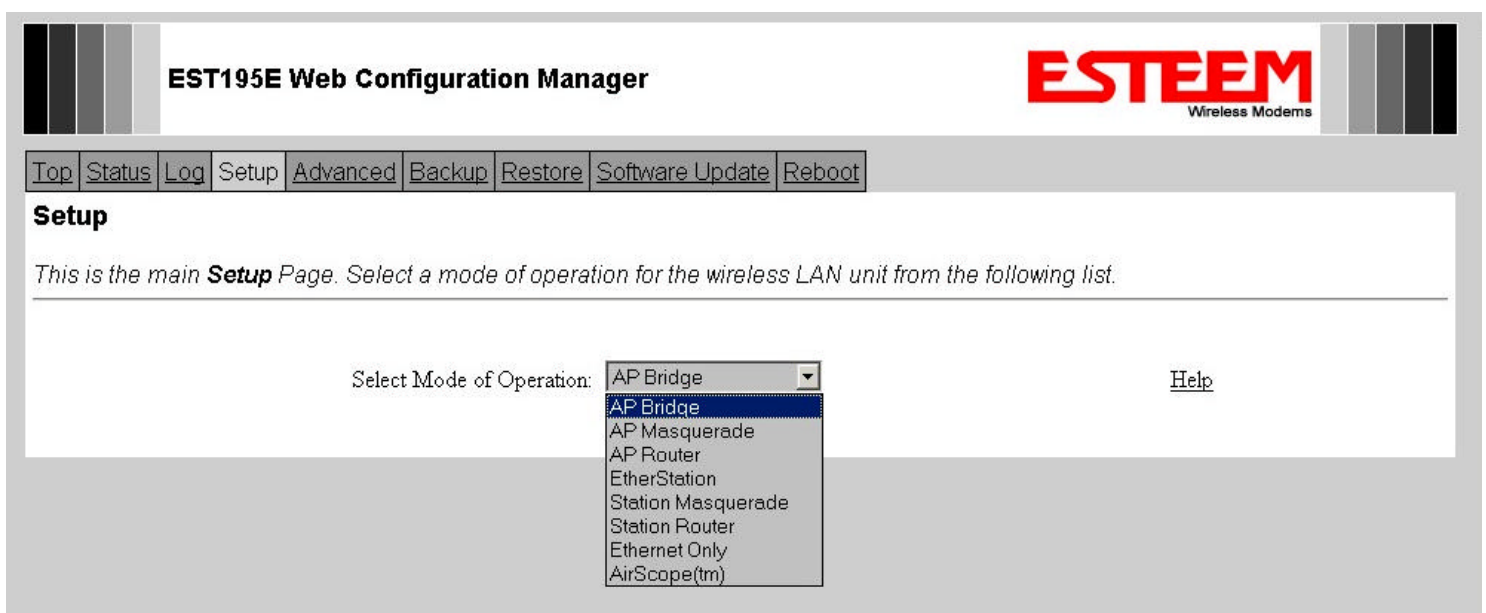 EST195E Web Configuration Manager
ESTEEM
Wireless Modems
Top Status Log Setup Advanced Backup Restore Software Update Reboot
Setup
This is the main Setup Page. Select a mode of operation for the wireless LAN unit from the following list.
Select Mode of Operation: AP Bridge Help
AP Bridge
AP Masquerade
AP Router
EtherStation
Station Masquerade
Station Router
Ethernet Only
AirScope(tm)